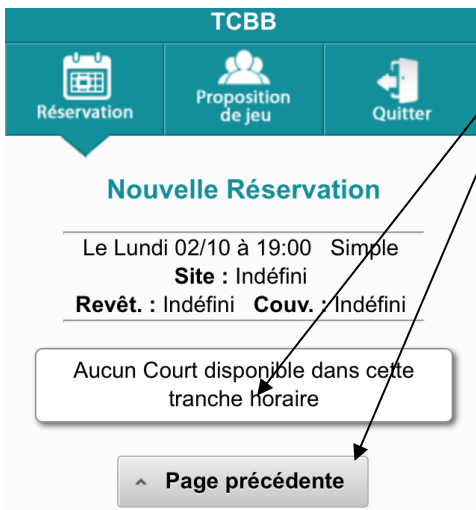 TCBB
Réservation
Proposition
de jeu
Quitter
Nouvelle Réservation
Le Lundi 02/10 à 19:00 Simple
Site : Indéfini
Revêt. : Indéfini Couv. : Indéfini
Aucun Court disponible dans cette
tranche horaire
Page précédente